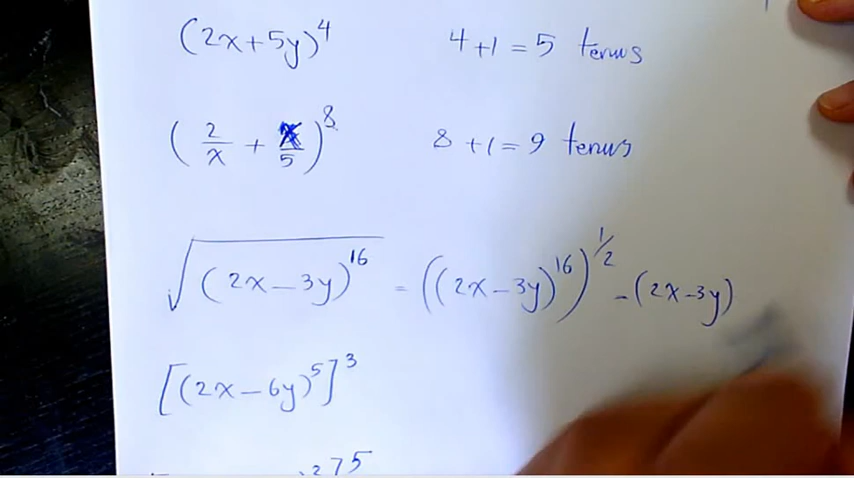 (2x+5y)^4 4+1=5 terms
(2/x + x/5)^8 8+1=9 terms
√(2x-3y)^16 = ((2x-3y)^16)^1/2 = (2x-3y)
[(2x-6y)^5]^3
275